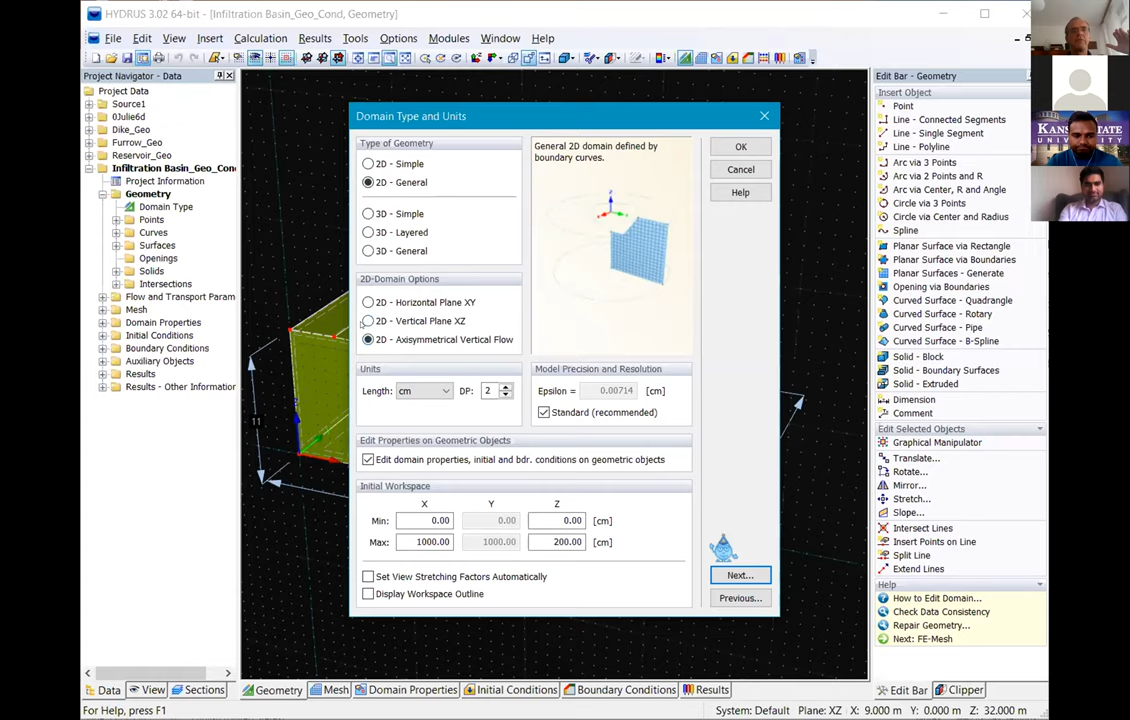 HYDRUS 3.02 64-bit - [Infiltration Basin_Geo_Cond, Geometry]
File Edit View Insert Calculation Results Tools Options Modules Window Help
Project Navigator - Data
Project Data
Source1
0Julie6d
Dike_Geo
Furrow_Geo
Reservoir_Geo
Infiltration Basin_Geo_Con
Project Information
Geometry
Domain Type
Points
Curves
Surfaces
Openings
Solids
Intersections
Flow and Transport Param
Mesh
Domain Properties
Initial Conditions
Boundary Conditions
Auxiliary Objects
Results
Results - Other Information
Data View Sections
11
Domain Type and Units
Type of Geometry
2D - Simple
2D - General
3D - Simple
3D - Layered
3D - General
2D-Domain Options
2D - Horizontal Plane XY
2D - Vertical Plane XZ
2D - Axisymmetrical Vertical Flow
General 2D domain defined by
boundary curves.
Units
Length: cm DP: 2
Model Precision and Resolution
Epsilon = 0.00714 [cm]
Standard (recommended)
Edit Properties on Geometric Objects
Edit domain properties, initial and bdr. conditions on geometric objects
Initial Workspace
X Y Z
Min: 0.00 0.00 0.00 [cm]
Max: 1000.00 1000.00 200.00 [cm]
Set View Stretching Factors Automatically
Display Workspace Outline
OK
Cancel
Help
Next...
Previous...
Geometry Mesh Domain Properties Initial Conditions Boundary Conditions Results
Edit Bar - Geometry
Insert Object
Point
Line - Connected Segments
Line - Single Segment
Line - Polyline
Arc via 3 Points
Arc via 2 Points and R
Arc via Center, R and Angle
Circle via 3 Points
Circle via Center and Radius
Spline
Planar Surface via Rectangle
Planar Surface via Boundaries
Planar Surfaces - Generate
Opening via Boundaries
Curved Surface - Quadrangle
Curved Surface - Rotary
Curved Surface - Pipe
Curved Surface - B-Spline
Solid - Block
Solid - Boundary Surfaces
Solid - Extruded
Dimension
Comment
Edit Selected Objects
Graphical Manipulator
Translate...
Rotate...
Mirror...
Stretch...
Slope...
Intersect Lines
Insert Points on Line
Split Line
Extend Lines
Help
How to Edit Domain...
Check Data Consistency
Repair Geometry...
Next: FE-Mesh
Edit Bar Clipper
For Help, press F1
System: Default Plane: XZ X: 9.000 m Y: 0.000 m Z: 32.000 m